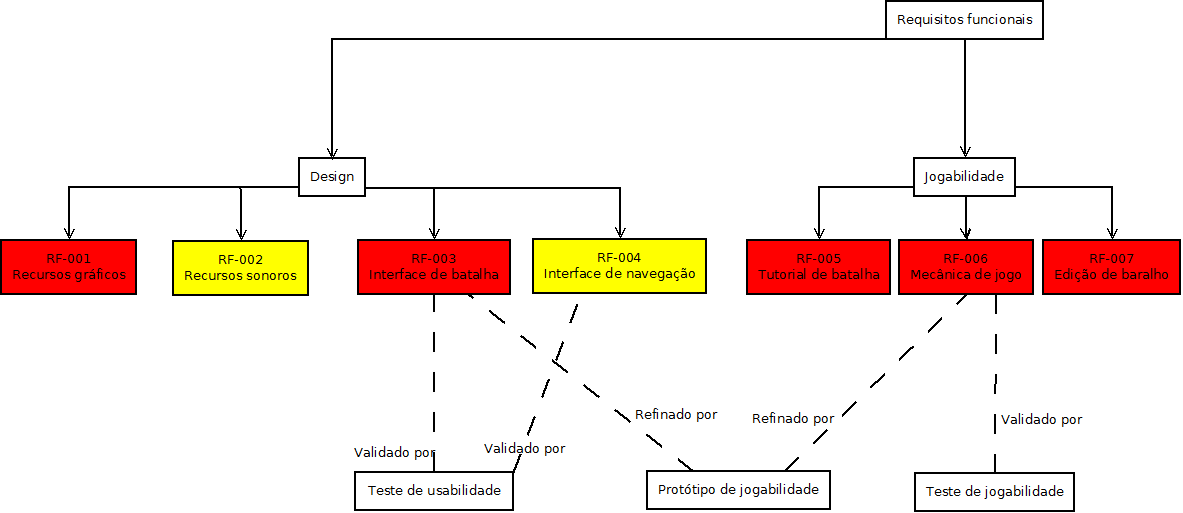 Requisitos funcionais
Design
Jogabilidade
RF-001
Recursos gráficos
RF-002
Recursos sonoros
RF-003
Interface de batalha
RF-004
Interface de navegação
RF-005
Tutorial de batalha
RF-006
Mecânica de jogo
RF-007
Edição de baralho
Refinado por
Refinado por
Validado por
Validado por
Validado por
Teste de usabilidade
Protótipo de jogabilidade
Teste de jogabilidade